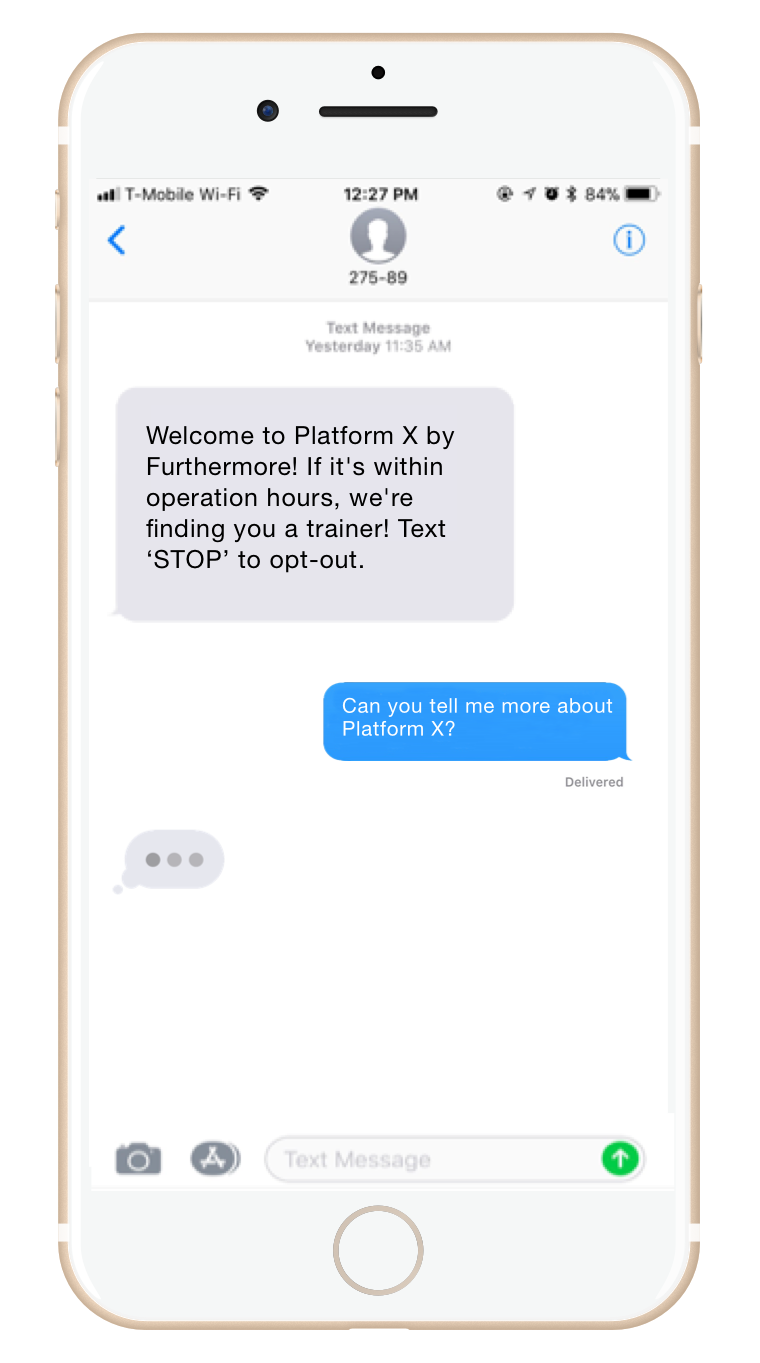 T-Mobile Wi-Fi 12:27 PM 84%
275-89
Text Message
Yesterday 11:35 AM
Welcome to Platform X by
Furthermore! If it's within
operation hours, we're
finding you a trainer! Text
‘STOP’ to opt-out.
Can you tell me more about
Platform X?
Delivered
Text Message